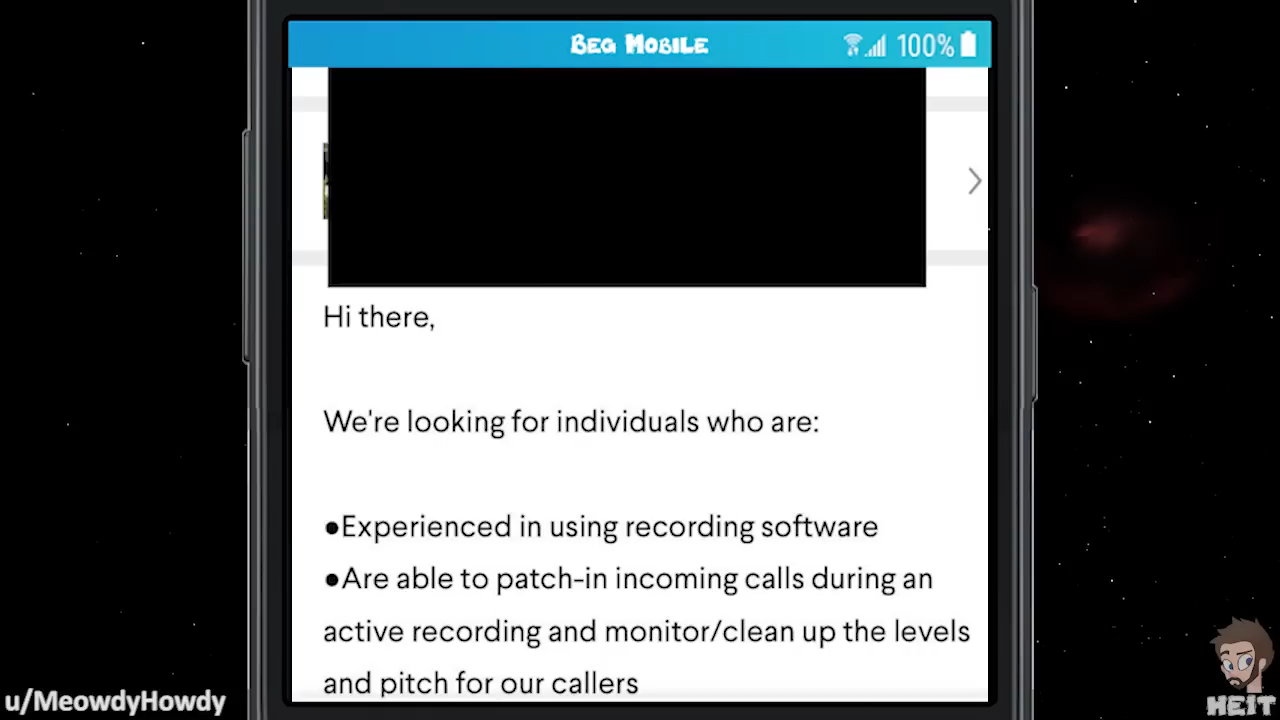 Beg Mobile
100%
Hi there,
We're looking for individuals who are:
●Experienced in using recording software
●Are able to patch-in incoming calls during an
active recording and monitor/clean up the levels
and pitch for our callers
u/MeowdyHowdy
HEIT